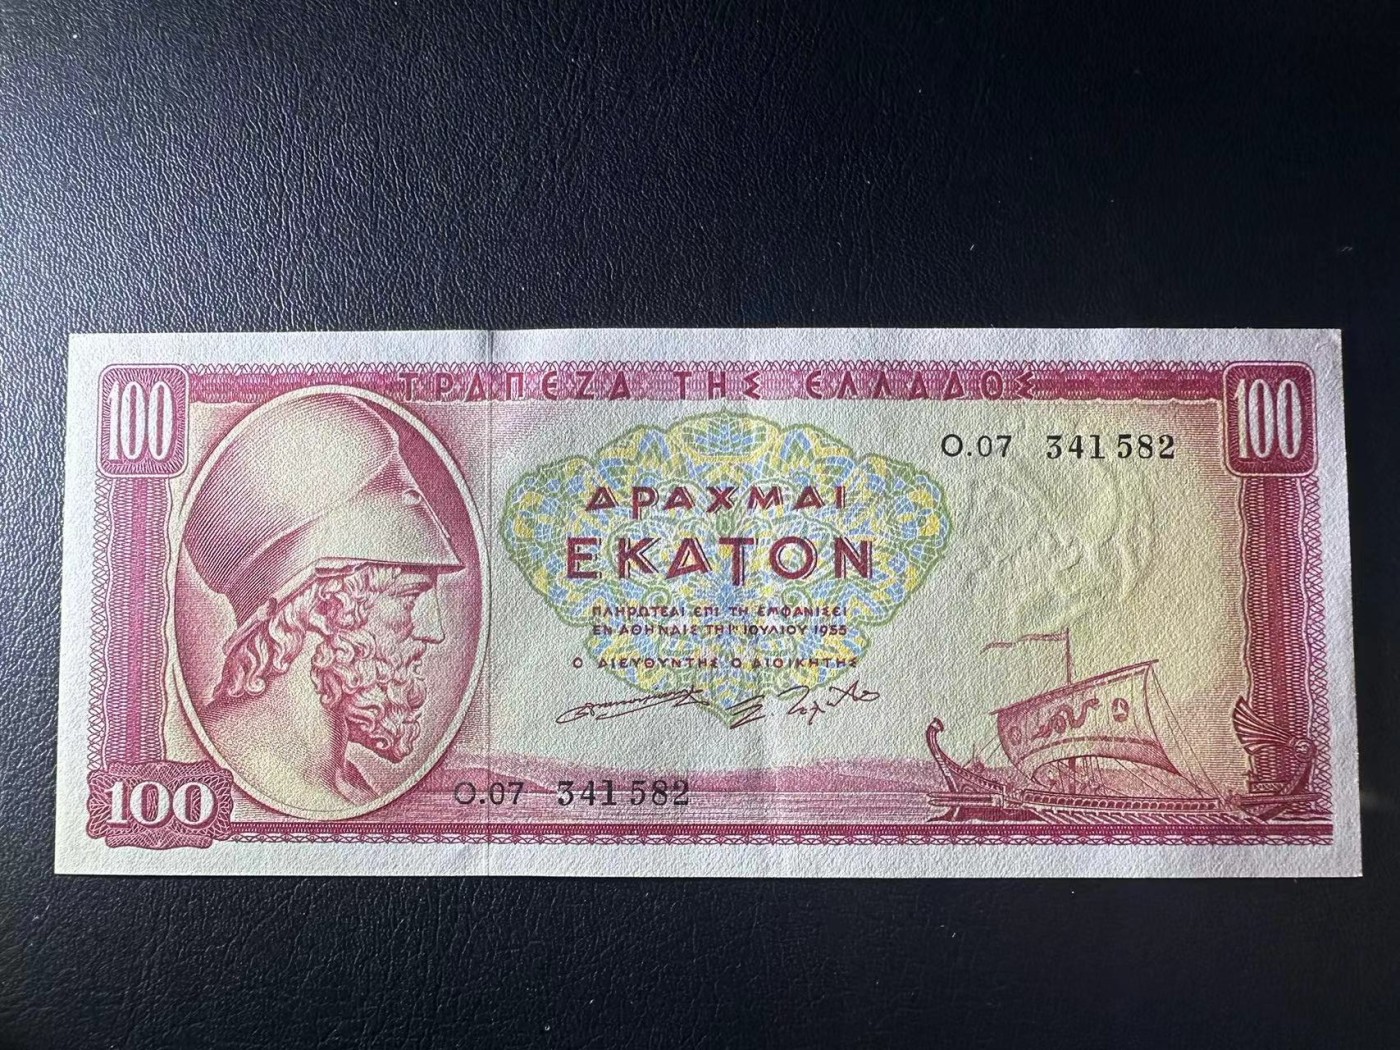 100 ΤΡΑΠΕΖΑ ΤΗΣ ΕΛΛΑΔΟΣ 100
Ο.07 341582
ΔΡΑΧΜΑΙ
ΕΚΑΤΟΝ
ΠΛΗΡΩΤΕΑΙ ΕΠΙ ΤΗ ΕΜΦΑΝΙΣΕΙ
ΕΝ ΑΘΗΝΑΙΣ ΤΗι 1η ΙΟΥΛΙΟΥ 1955
Ο ΔΙΕΥΘΥΝΤΗΣ Ο ΔΙΟΙΚΗΤΗΣ
Ο.07 341582
100